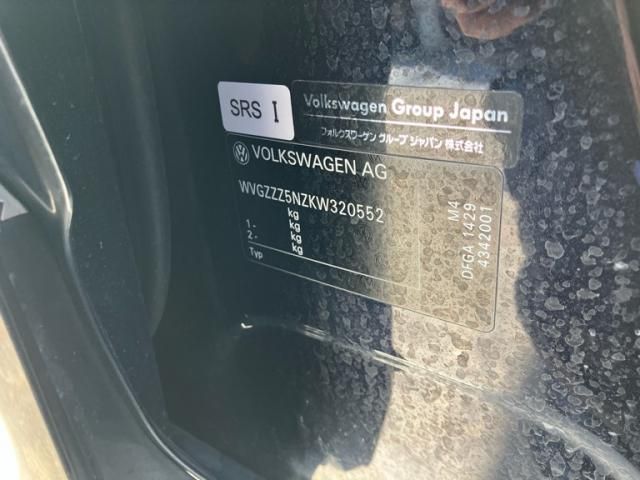 SRS I
Volkswagen Group Japan
フォルクスワーゲン グループ ジャパン 株式会社
VOLKSWAGEN AG
WVGZZZ5NZKW320552
kg
1- kg
2- kg
kg
Typ
M4
DFGA 1429
4342001